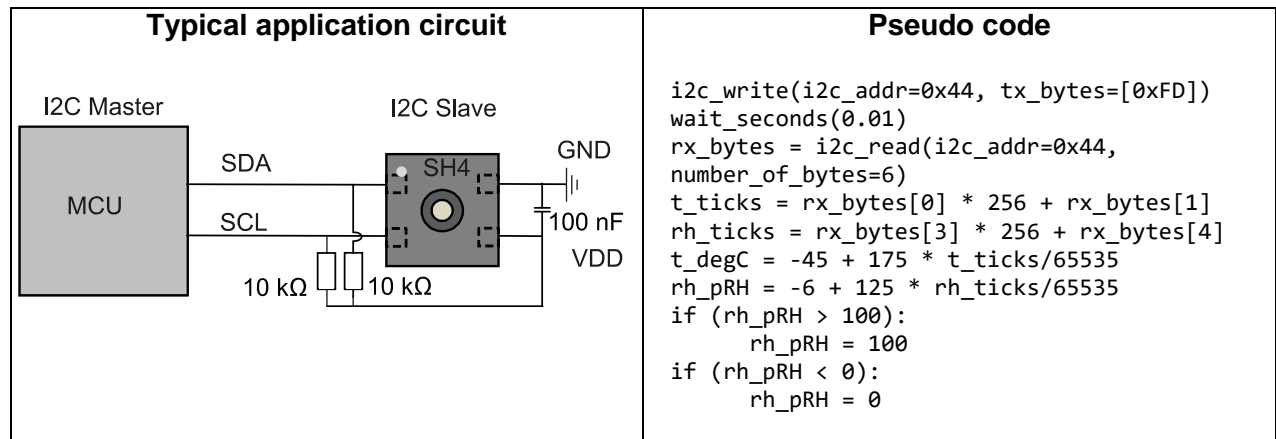 Typical application circuit
I2C Master
I2C Slave
MCU
SDA
SCL
SH4
GND
100 nF
VDD
10 kΩ
10 kΩ
Pseudo code
i2c_write(i2c_addr=0x44, tx_bytes=[0xFD])
wait_seconds(0.01)
rx_bytes = i2c_read(i2c_addr=0x44,
number_of_bytes=6)
t_ticks = rx_bytes[0] * 256 + rx_bytes[1]
rh_ticks = rx_bytes[3] * 256 + rx_bytes[4]
t_degC = -45 + 175 * t_ticks/65535
rh_pRH = -6 + 125 * rh_ticks/65535
if (rh_pRH > 100):
      rh_pRH = 100
if (rh_pRH < 0):
      rh_pRH = 0